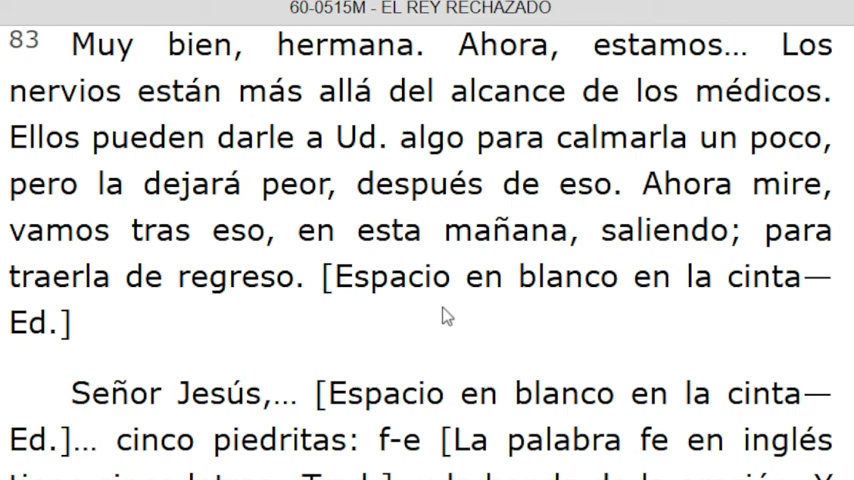 60-0515M - EL REY RECHAZADO
83 Muy bien, hermana. Ahora, estamos... Los
nervios están más allá del alcance de los médicos.
Ellos pueden darle a Ud. algo para calmarla un poco,
pero la dejará peor, después de eso. Ahora mire,
vamos tras eso, en esta mañana, saliendo; para
traerla de regreso. [Espacio en blanco en la cinta—
Ed.]
Señor Jesús,... [Espacio en blanco en la cinta—
Ed.]... cinco piedritas: f-e [La palabra fe en inglés